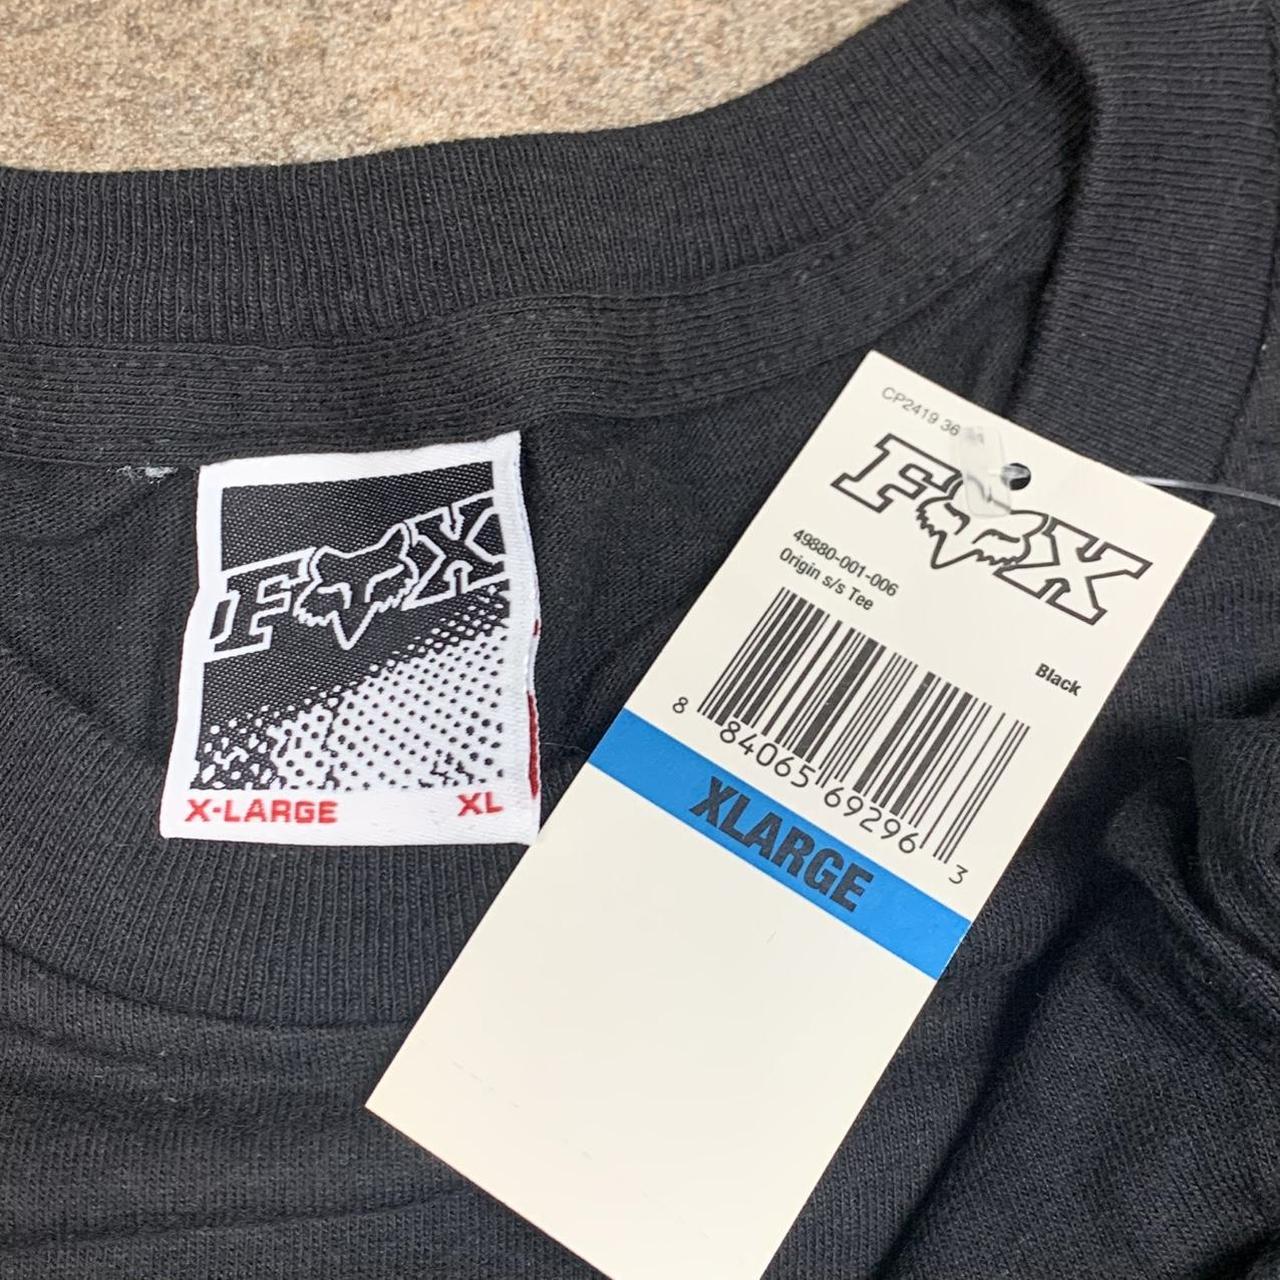 FOX
X-LARGE XL
CP2419 36
FOX
49880-001-006
Origin s/s Tee
Black
8 84065 69296 3
XLARGE